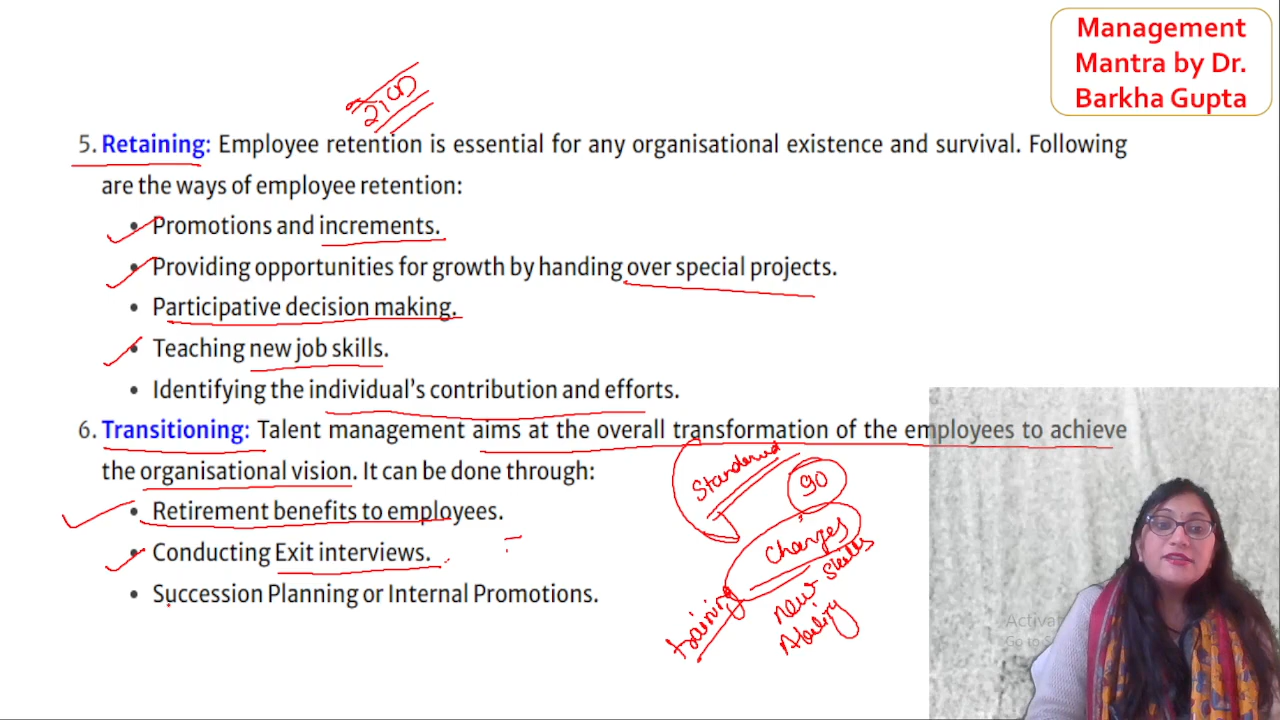 Management
Mantra by Dr.
Barkha Gupta
5. Retaining: Employee retention is essential for any organisational existence and survival. Following
are the ways of employee retention:
• Promotions and increments.
• Providing opportunities for growth by handing over special projects.
• Participative decision making.
• Teaching new job skills.
• Identifying the individual's contribution and efforts.
6. Transitioning: Talent management aims at the overall transformation of the employees to achieve
the organisational vision. It can be done through:
• Retirement benefits to employees.
• Conducting Exit interviews.
• Succession Planning or Internal Promotions.
90
Changes
training
new skills
Ability
Activat
Go to S